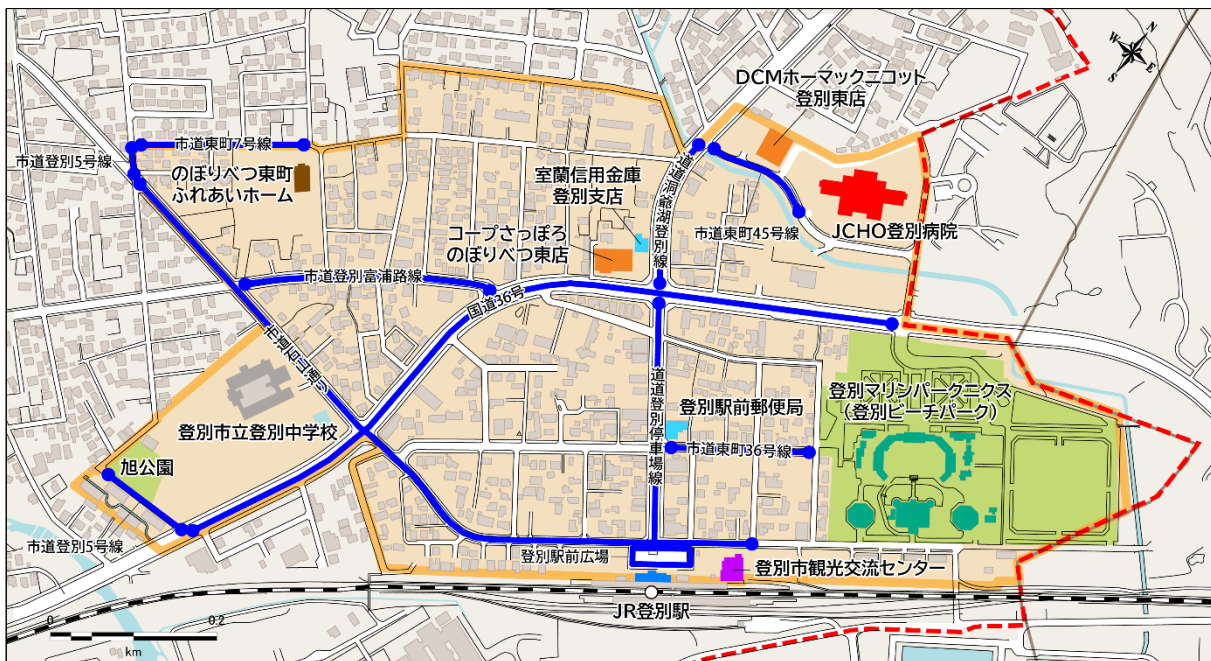 N
W
E
S
DCMホーマックニコット
登別東店
市道東町7号線
市道登別5号線
のぼりべつ東町
ふれあいホーム
室蘭信用金庫
登別支店
道道洞爺湖登別線
コープさっぽろ
のぼりべつ東店
市道東町45号線
JCHO登別病院
市道登別富浦路線
国道36号
市道石山通り
登別マリンパークニクス
(登別ビーチパーク)
道道登別停車場線
登別駅前郵便局
登別市立登別中学校
市道東町36号線
旭公園
市道登別5号線
登別駅前広場
登別市観光交流センター
JR登別駅
0
0.2
km